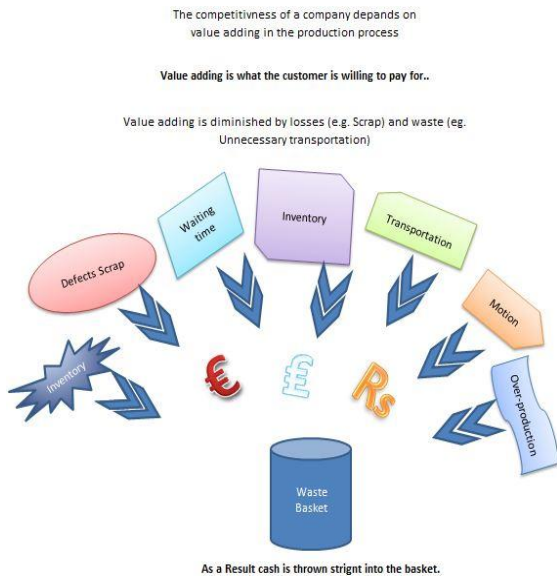 The competitivness of a company depends on
value adding in the production process
Value adding is what the customer is willing to pay for..
Value adding is diminished by losses (e.g. Scrap) and waste (eg.
Unnecessary transportation)
Inventory
Defects Scrap
Waiting
time
Inventory
Transportation
Motion
Over-production
€
£
Rs
Waste
Basket
As a Result cash is thrown strignt into the basket.